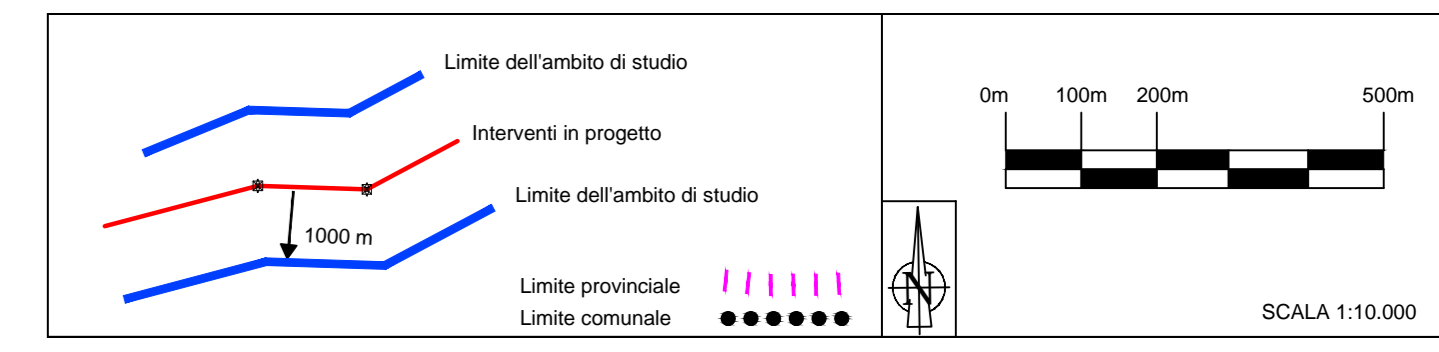 Limite dell'ambito di studio
Interventi in progetto
Limite dell'ambito di studio
1000 m
Limite provinciale
Limite comunale
0m 100m 200m 500m
N
SCALA 1:10.000